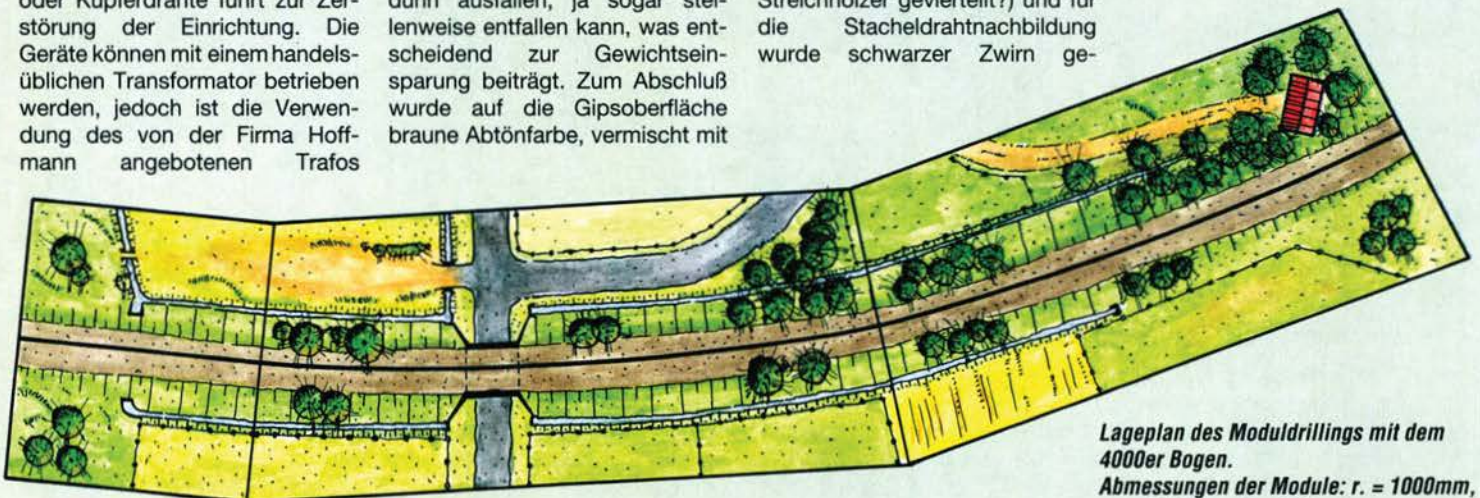 oder Kupferdrähte führt zur Zer-
störung der Einrichtung. Die
Geräte können mit einem handels-
üblichen Transformator betrieben
werden, jedoch ist die Verwen-
dung des von der Firma Hoff-
mann angebotenen Trafos
dünn ausfallen, ja sogar stel-
lenweise entfallen kann, was ent-
scheidend zur Gewichtsein-
sparung beiträgt. Zum Abschluß
wurde auf die Gipsoberfläche
braune Abtönfarbe, vermischt mit
Streichhölzer geviertelt?) und für
die Stacheldrahtnachbildung
wurde schwarzer Zwirn ge-
Lageplan des Moduldrillings mit dem
4000er Bogen.
Abmessungen der Module: r. = 1000mm,